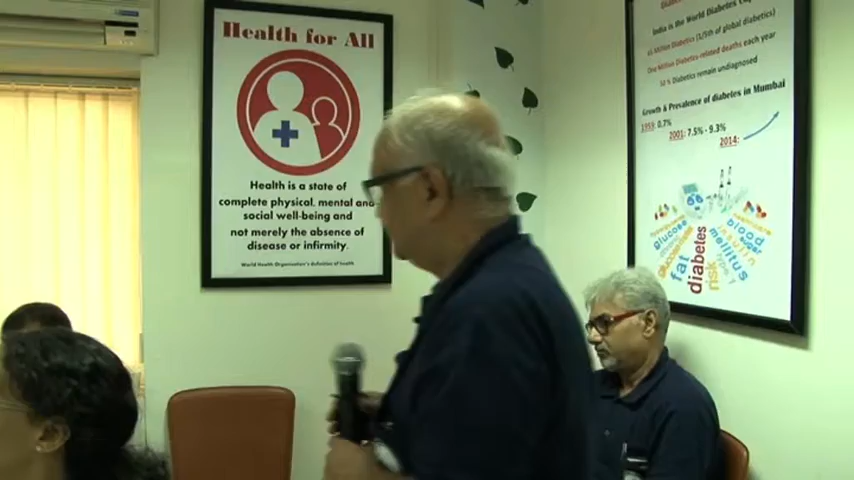 Health for All
Health is a state of
complete physical, mental and
social well-being and
not merely the absence of
disease or infirmity.
World Health Organisation's definition of health
India is the World Diabetes
Million Diabetics (1/5th of global diabetics)
One Million Diabetes-related deaths each year
50 % Diabetics remain undiagnosed
Growth & Prevalence of diabetes in Mumbai
1959: 0.7%
2001: 7.5% - 9.3%
2014:
glucose
fat
diabetes
risk
insulin
mellitus
blood
sugar